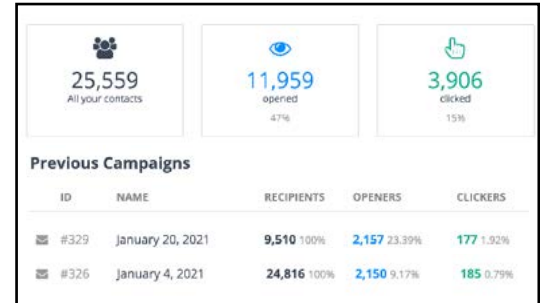 25,559
All your contacts
11,959
opened
47%
3,906
clicked
15%
Previous Campaigns
ID NAME RECIPIENTS OPENERS CLICKERS
#329 January 20, 2021 9,510 100% 2,157 23.39% 177 1.92%
#326 January 4, 2021 24,816 100% 2,150 9.17% 185 0.79%